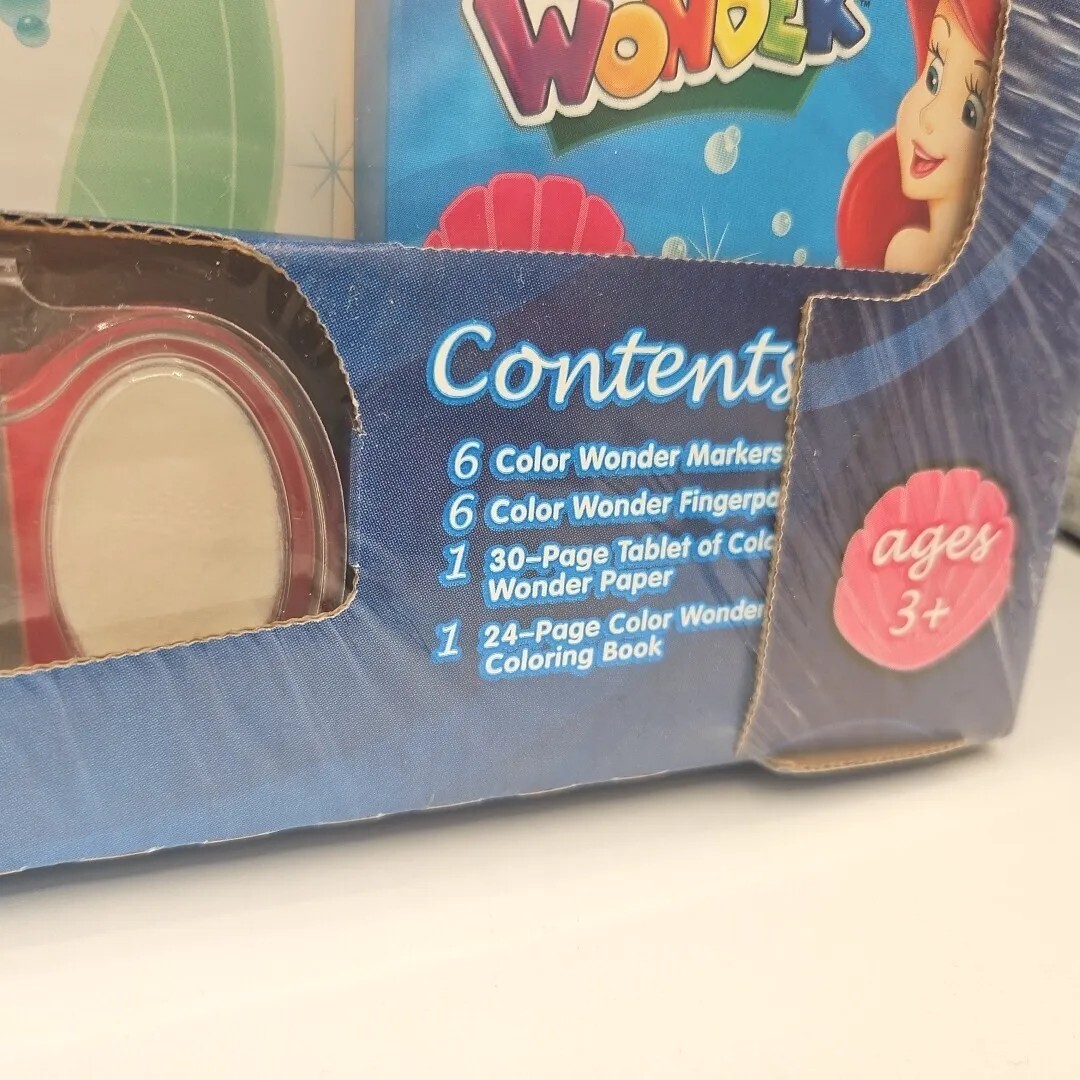 WONDER™
Contents
6 Color Wonder Markers
6 Color Wonder Fingerpa
1 30-Page Tablet of Colo
Wonder Paper
1 24-Page Color Wonder
Coloring Book
ages
3+